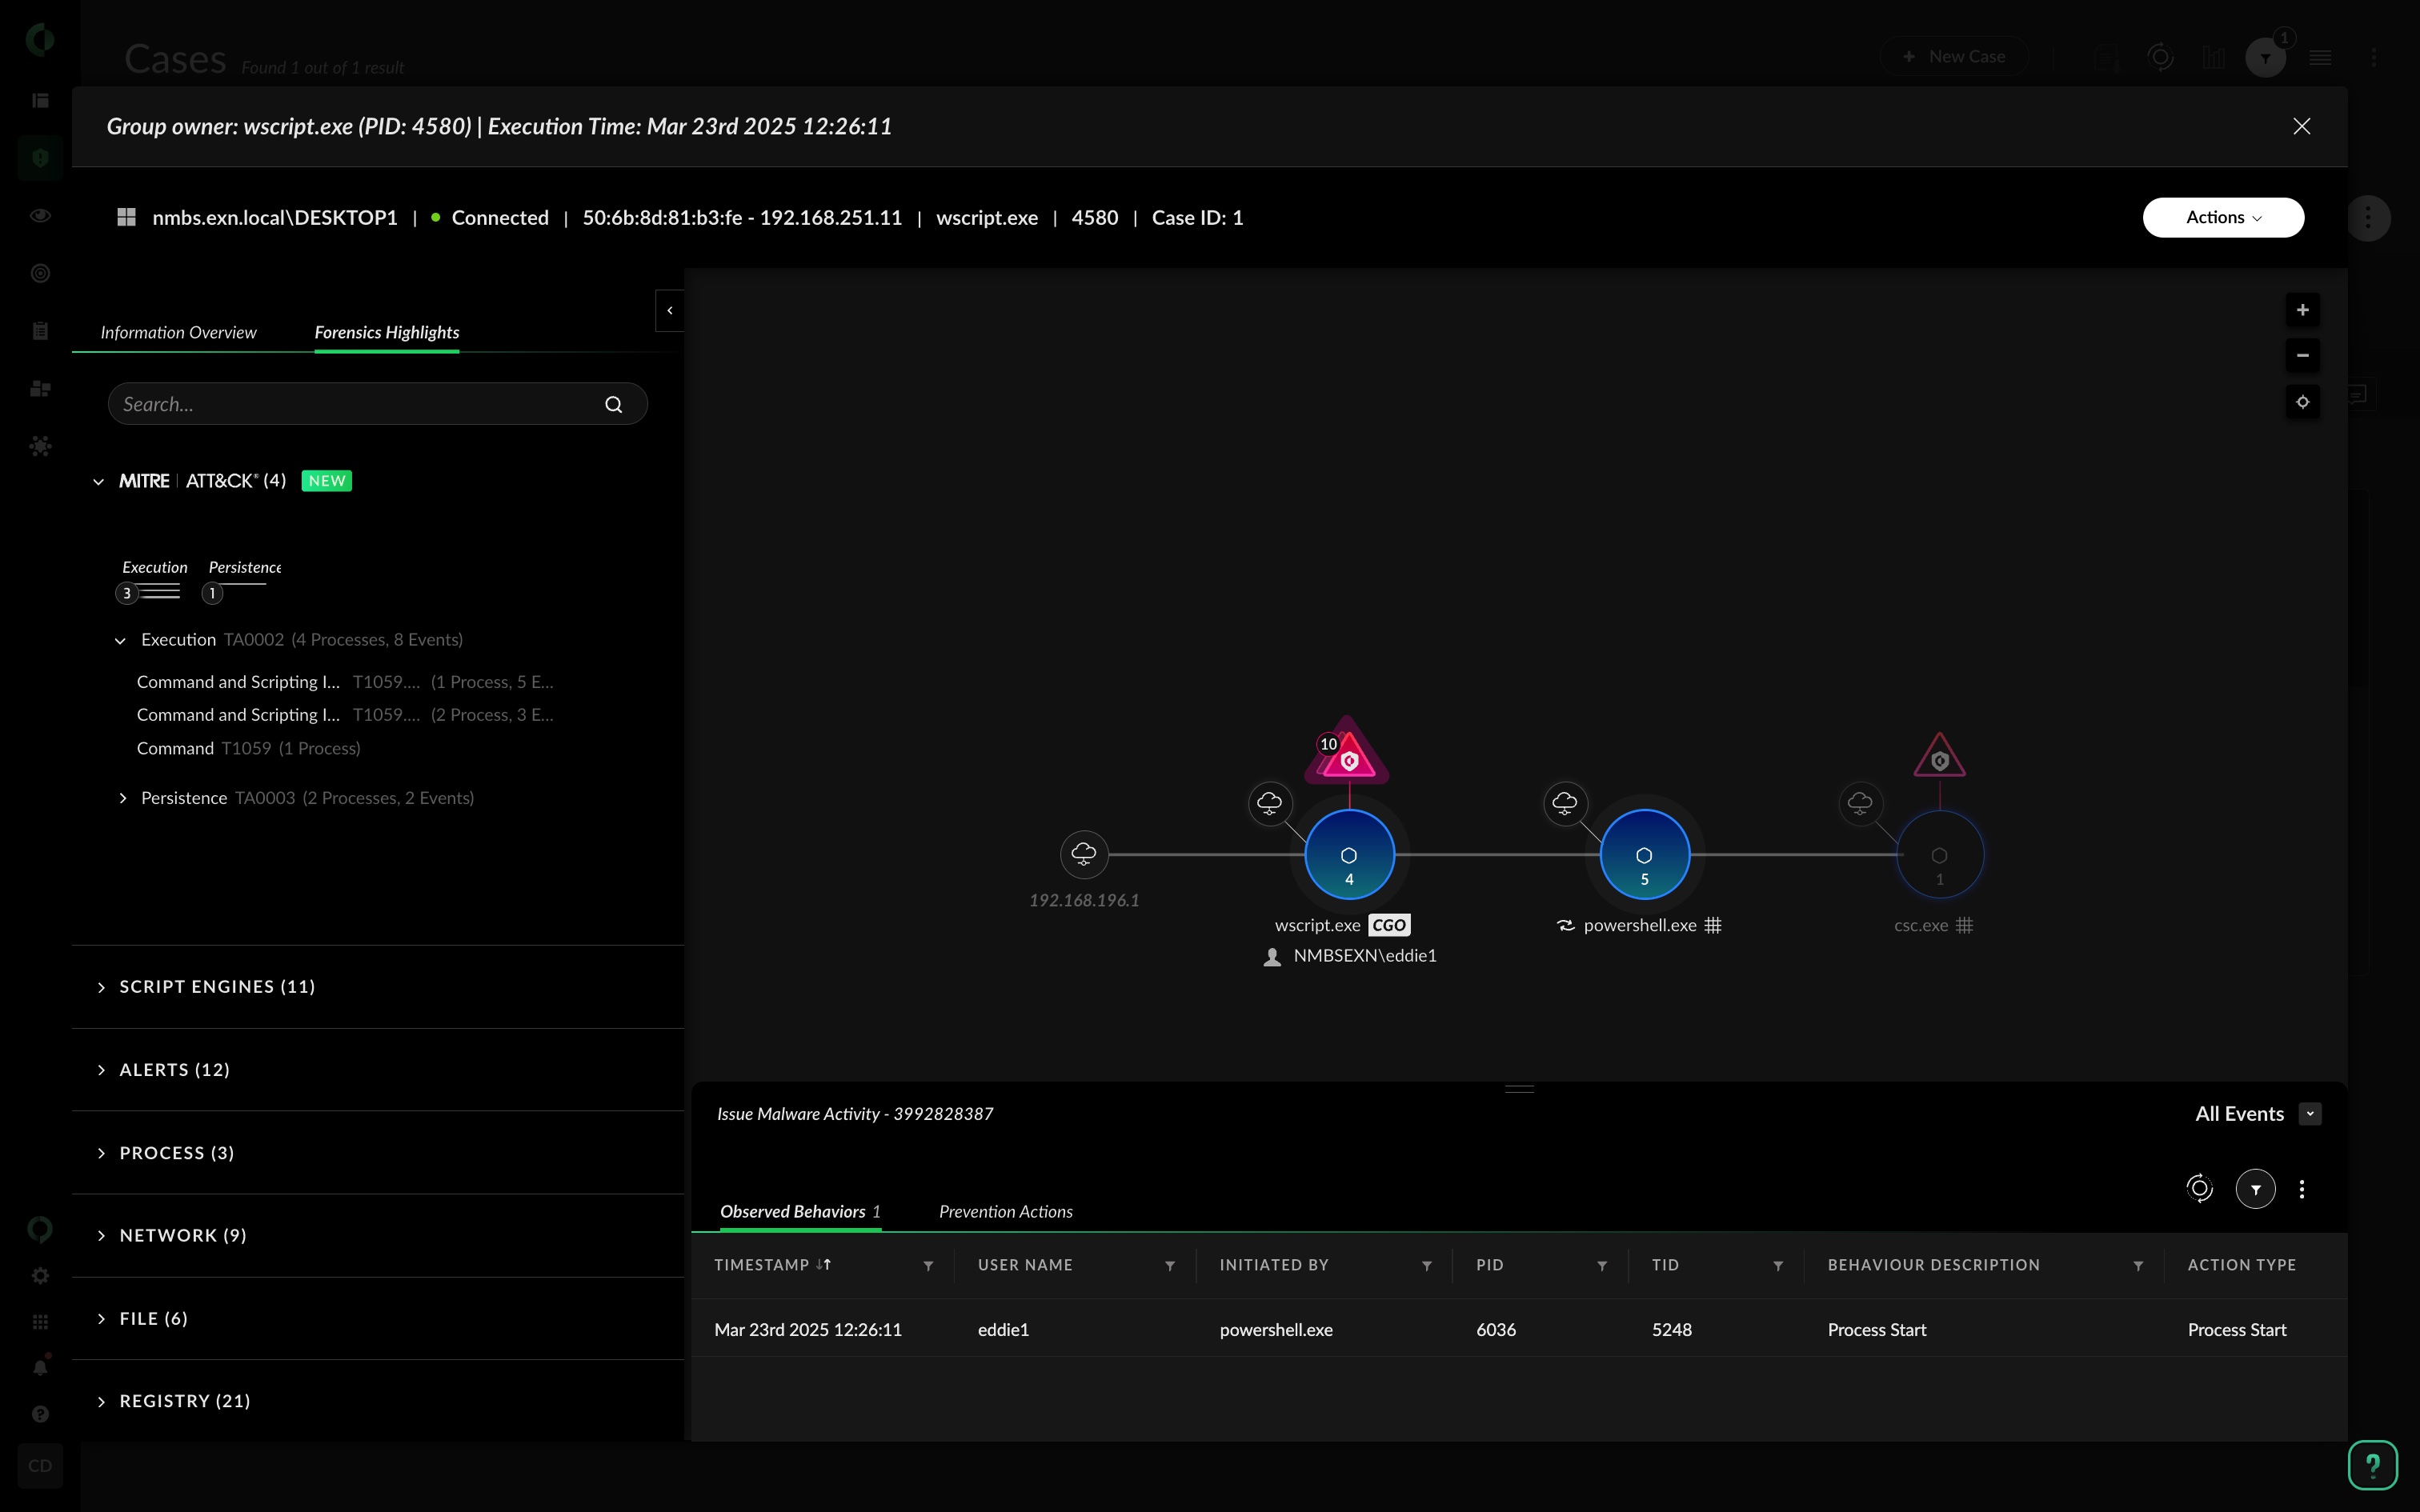 Cases Found 1 out of 1 result
+ New Case
1
Group owner: wscript.exe (PID: 4580) | Execution Time: Mar 23rd 2025 12:26:11
nmbs.exn.local\DESKTOP1 | Connected | 50:6b:8d:81:b3:fe - 192.168.251.11 | wscript.exe | 4580 | Case ID: 1
Actions
Information Overview
Forensics Highlights
Search...
MITRE | ATT&CK® (4) NEW
Execution
Persistence
3
1
Execution TA0002 (4 Processes, 8 Events)
Command and Scripting I... T1059.... (1 Process, 5 E...
Command and Scripting I... T1059.... (2 Process, 3 E...
Command T1059 (1 Process)
Persistence TA0003 (2 Processes, 2 Events)
SCRIPT ENGINES (11)
ALERTS (12)
PROCESS (3)
NETWORK (9)
FILE (6)
REGISTRY (21)
CD
10
4
5
1
192.168.196.1
wscript.exe CGO
powershell.exe
csc.exe
NMBSEXN\eddie1
Issue Malware Activity - 3992828387
All Events
Observed Behaviors 1
Prevention Actions
TIMESTAMP USER NAME INITIATED BY PID TID BEHAVIOUR DESCRIPTION ACTION TYPE
Mar 23rd 2025 12:26:11 eddie1 powershell.exe 6036 5248 Process Start Process Start
?